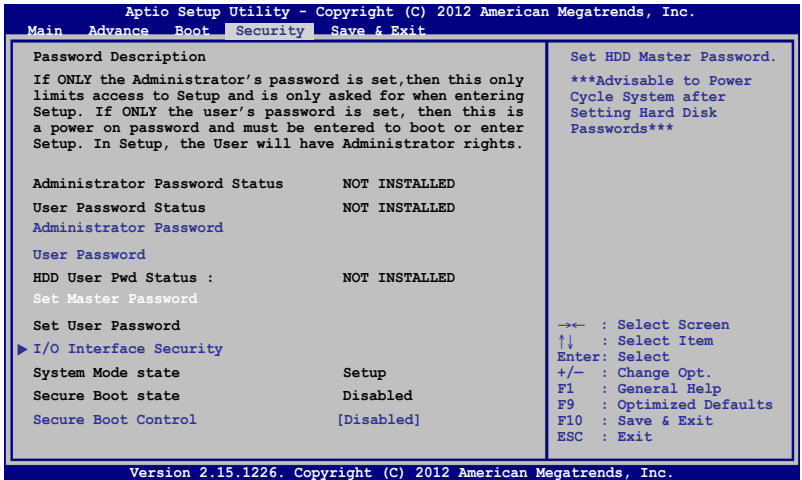 Aptio Setup Utility - Copyright (C) 2012 American Megatrends, Inc.
Main Advance Boot Security Save & Exit
Password Description
If ONLY the Administrator's password is set,then this only
limits access to Setup and is only asked for when entering
Setup. If ONLY the user's password is set, then this is
a power on password and must be entered to boot or enter
Setup. In Setup, the User will have Administrator rights.
Administrator Password Status NOT INSTALLED
User Password Status NOT INSTALLED
Administrator Password
User Password
HDD User Pwd Status : NOT INSTALLED
Set Master Password
Set User Password
I/O Interface Security
System Mode state Setup
Secure Boot state Disabled
Secure Boot Control [Disabled]
Set HDD Master Password.
***Advisable to Power
Cycle System after
Setting Hard Disk
Passwords***
→← : Select Screen
↑↓ : Select Item
Enter: Select
+/— : Change Opt.
F1 : General Help
F9 : Optimized Defaults
F10 : Save & Exit
ESC : Exit
Version 2.15.1226. Copyright (C) 2012 American Megatrends, Inc.